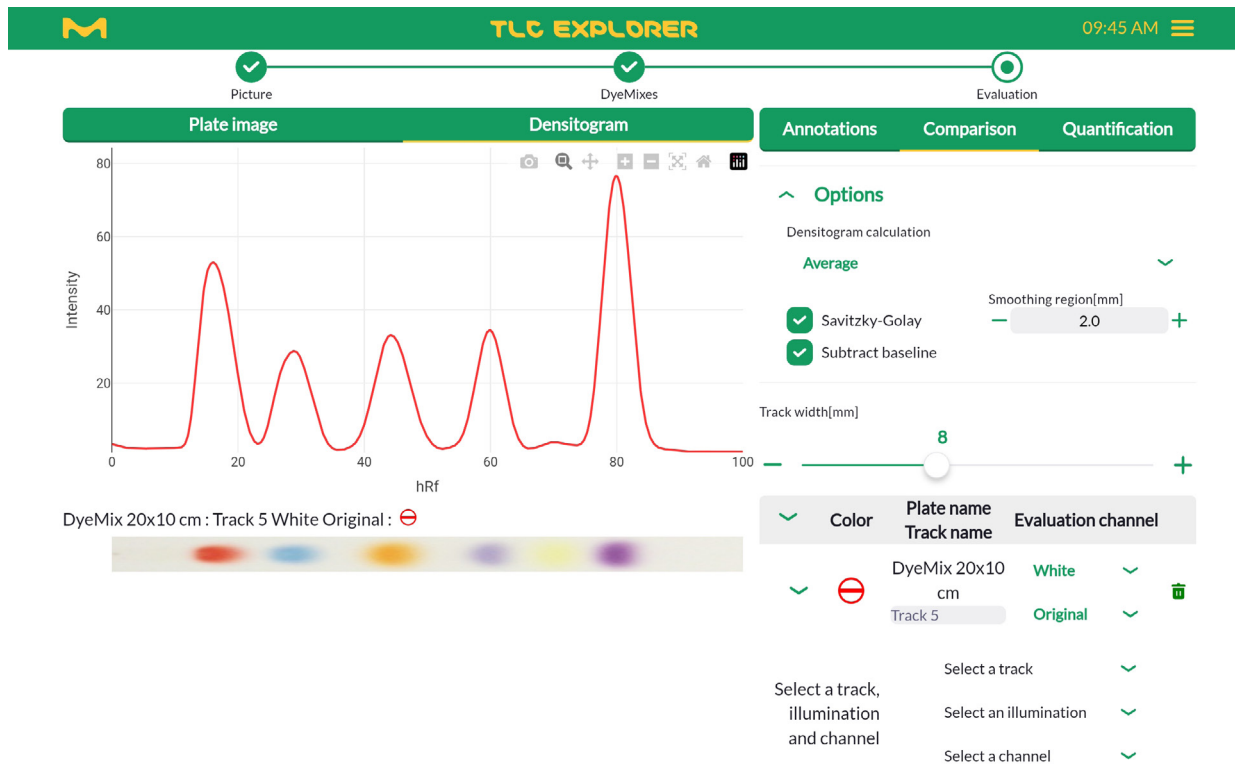 TLC EXPLORER
09:45 AM
Picture
DyeMixes
Evaluation
Plate image
Densitogram
Annotations
Comparison
Quantification
80
60
40
20
Intensity
0
20
40
60
80
100
hRf
DyeMix 20x10 cm : Track 5 White Original :
Options
Densitogram calculation
Average
Smoothing region[mm]
Savitzky-Golay
2.0
Subtract baseline
Track width[mm]
8
Color
Plate name
Track name
Evaluation channel
DyeMix 20x10
cm
White
Track 5
Original
Select a track,
illumination
and channel
Select a track
Select an illumination
Select a channel